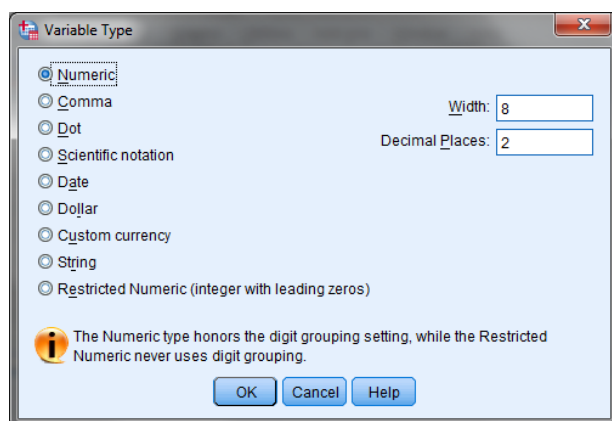 Variable Type
Numeric
Comma
Width: 8
Dot
Decimal Places: 2
Scientific notation
Date
Dollar
Custom currency
String
Restricted Numeric (integer with leading zeros)
The Numeric type honors the digit grouping setting, while the Restricted
Numeric never uses digit grouping.
OK Cancel Help